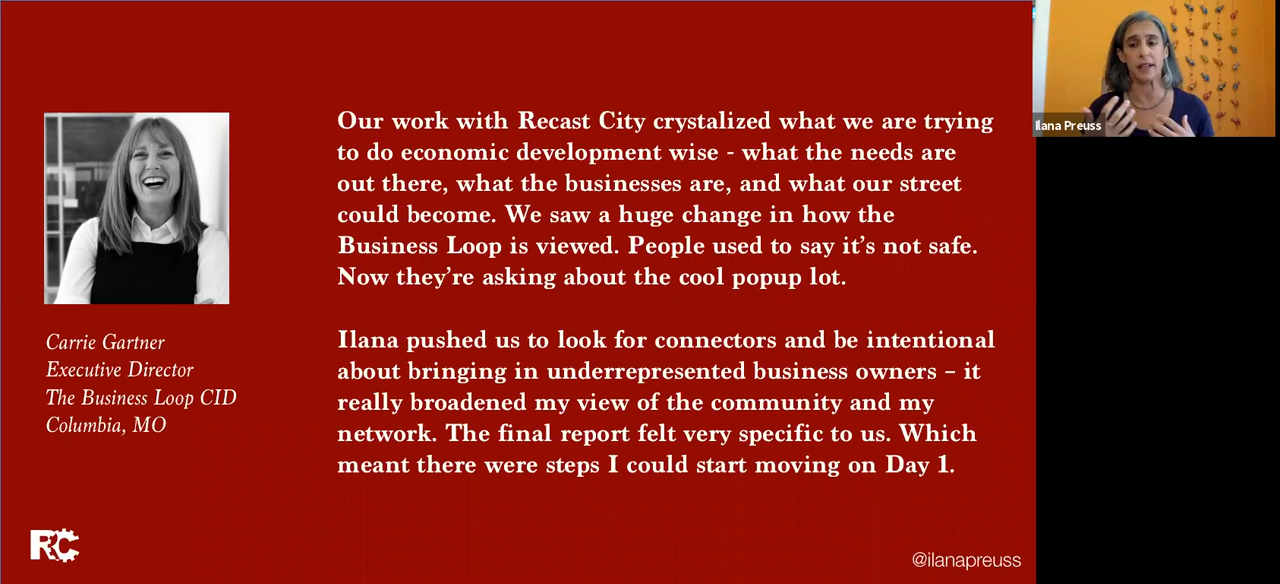 Our work with Recast City crystalized what we are trying
to do economic development wise - what the needs are
out there, what the businesses are, and what our street
could become. We saw a huge change in how the
Business Loop is viewed. People used to say it’s not safe.
Now they’re asking about the cool popup lot.
Ilana pushed us to look for connectors and be intentional
about bringing in underrepresented business owners – it
really broadened my view of the community and my
network. The final report felt very specific to us. Which
meant there were steps I could start moving on Day 1.
Carrie Gartner
Executive Director
The Business Loop CID
Columbia, MO
RC
@ilanapreuss
Ilana Preuss